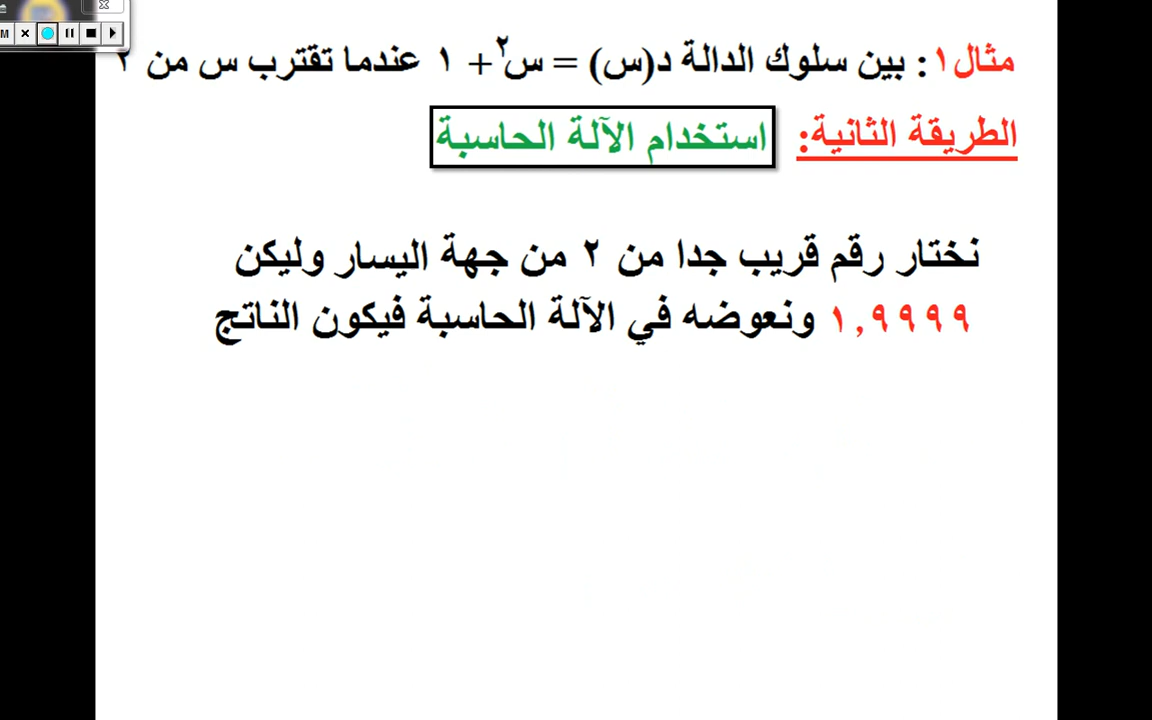 مثال١: بين سلوك الدالة د(س) = س٢ + ١ عندما تقترب س من ٢
الطريقة الثانية: استخدام الآلة الحاسبة
نختار رقم قريب جدا من ٢ من جهة اليسار وليكن
١,٩٩٩٩ ونعوضه في الآلة الحاسبة فيكون الناتج